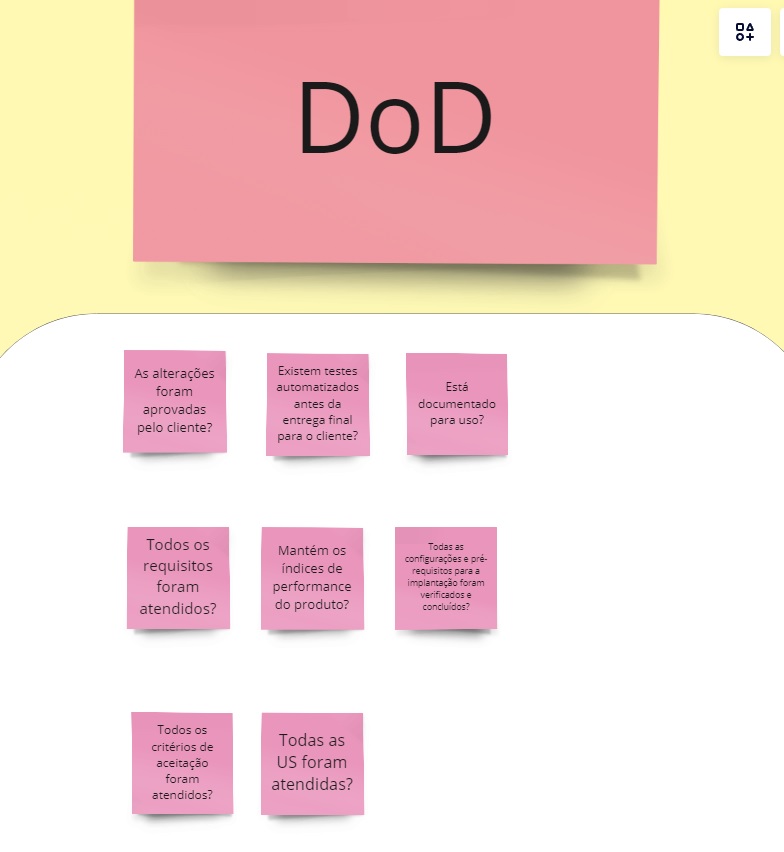 DoD
As alterações
foram
aprovadas
pelo cliente?
Existem testes
automatizados
antes da
entrega final
para o cliente?
Está
documentado
para uso?
Todos os
requisitos
foram
atendidos?
Mantém os
índices de
performance
do produto?
Todas as
configurações e pré-
requisitos para a
implantação foram
verificados e
concluídos?
Todos os
critérios de
aceitação
foram
atendidos?
Todas as
US foram
atendidas?